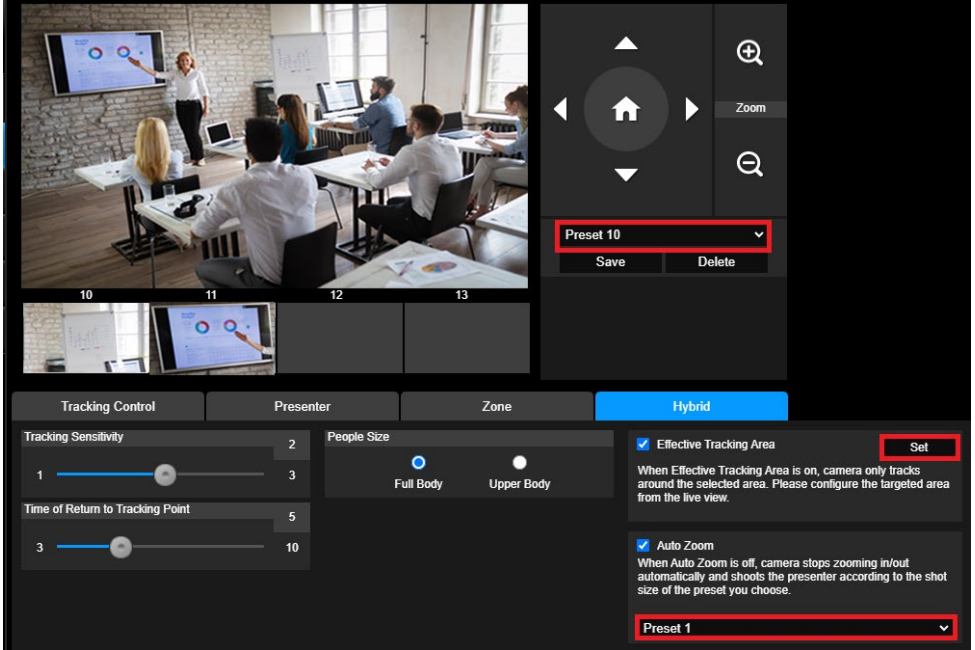 Zoom
Preset 10
Save Delete
10 11 12 13
Tracking Control Presenter Zone Hybrid
Tracking Sensitivity
2
1 3
Time of Return to Tracking Point
5
3 10
People Size
Full Body Upper Body
Effective Tracking Area Set
When Effective Tracking Area is on, camera only tracks
around the selected area. Please configure the targeted area
from the live view.
Auto Zoom
When Auto Zoom is off, camera stops zooming in/out
automatically and shoots the presenter according to the shot
size of the preset you choose.
Preset 1